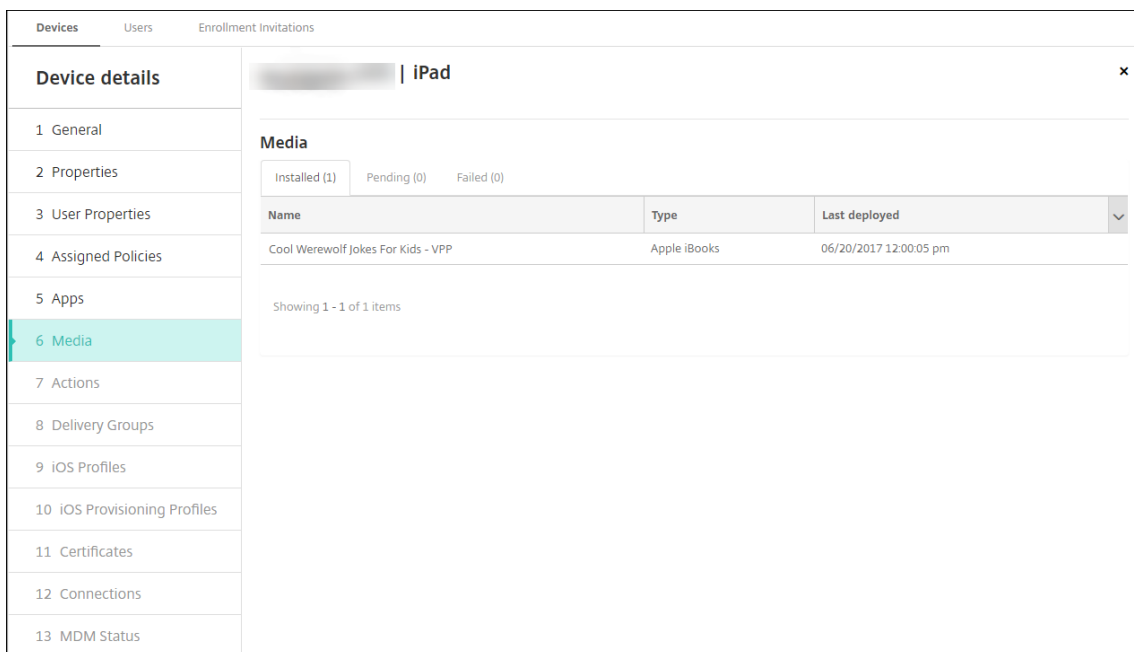 Devices Users Enrollment Invitations
Device details
1 General
2 Properties
3 User Properties
4 Assigned Policies
5 Apps
6 Media
7 Actions
8 Delivery Groups
9 iOS Profiles
10 iOS Provisioning Profiles
11 Certificates
12 Connections
13 MDM Status
| iPad
Media
Installed (1) Pending (0) Failed (0)
Name Type Last deployed
Cool Werewolf Jokes For Kids - VPP Apple iBooks 06/20/2017 12:00:05 pm
Showing 1 - 1 of 1 items